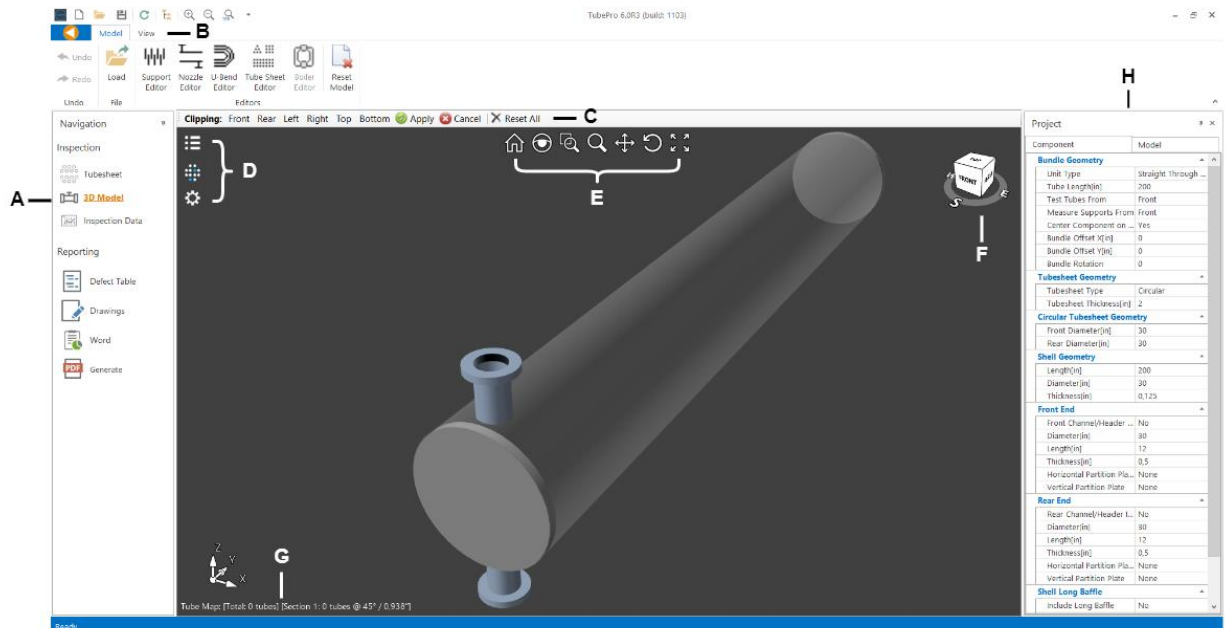 TubePro 6.0R3 (build: 1103)
Model View B
Undo
Redo
Load
Support Editor
Nozzle Editor
U-Bend Editor
Tube Sheet Editor
Boiler Editor
Reset Model
Undo File Editors
H
Navigation
Clipping: Front Rear Left Right Top Bottom Apply Cancel Reset All C
Project
Component Model
Inspection
Tubesheet
A 3D Model
Inspection Data
Reporting
Defect Table
Drawings
Word
PDF Generate
D
E
FRONT
S
E
F
Bundle Geometry
Unit Type Straight Through ...
Tube Length[in] 200
Test Tubes From Front
Measure Supports From Front
Center Component on ... Yes
Bundle Offset X[in] 0
Bundle Offset Y[in] 0
Bundle Rotation 0
Tubesheet Geometry
Tubesheet Type Circular
Tubesheet Thickness[in] 2
Circular Tubesheet Geometry
Front Diameter[in] 30
Rear Diameter[in] 30
Shell Geometry
Length[in] 200
Diameter[in] 30
Thickness[in] 0,125
Front End
Front Channel/Header ... No
Diameter[in] 30
Length[in] 12
Thickness[in] 0,5
Horizontal Partition Pla... None
Vertical Partition Plate None
Rear End
Rear Channel/Header I... No
Diameter[in] 30
Length[in] 12
Thickness[in] 0,5
Horizontal Partition Pla... None
Vertical Partition Plate None
Shell Long Baffle
Include Long Baffle No
Z
Y
X
G
Tube Map: [Total: 0 tubes] [Section 1: 0 tubes @ 45° / 0,938"]
Ready